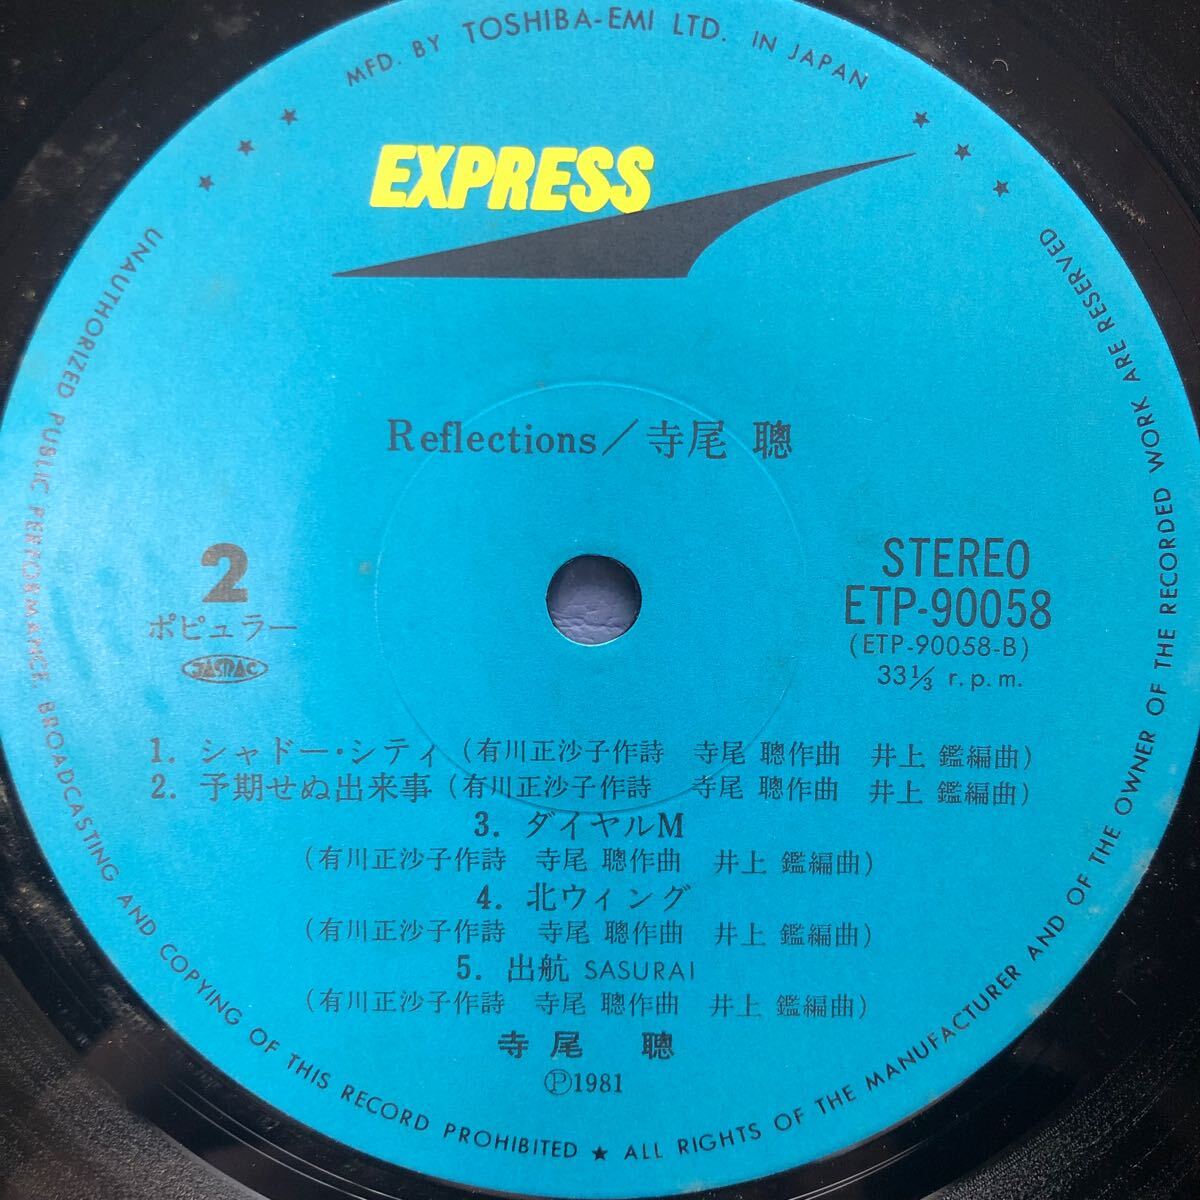 MFD. BY TOSHIBA-EMI LTD. IN JAPAN
EXPRESS
Reflections／寺尾 聰
2
ポピュラー
JASRAC
STEREO
ETP-90058
(ETP-90058-B)
33⅓ r.p.m.
1. シャドー・シティ (有川正沙子作詩 寺尾 聰作曲 井上 鑑編曲)
2. 予期せぬ出来事 (有川正沙子作詩 寺尾 聰作曲 井上 鑑編曲)
3. ダイヤルM
(有川正沙子作詩 寺尾 聰作曲 井上 鑑編曲)
4. 北ウィング
(有川正沙子作詩 寺尾 聰作曲 井上 鑑編曲)
5. 出航 SASURAI
(有川正沙子作詩 寺尾 聰作曲 井上 鑑編曲)
寺尾 聰
Ⓟ1981
UNAUTHORIZED PUBLIC PERFORMANCE, BROADCASTING AND COPYING OF THIS RECORD PROHIBITED ★ ALL RIGHTS OF THE MANUFACTURER AND OF THE OWNER OF THE RECORDED WORK ARE RESERVED